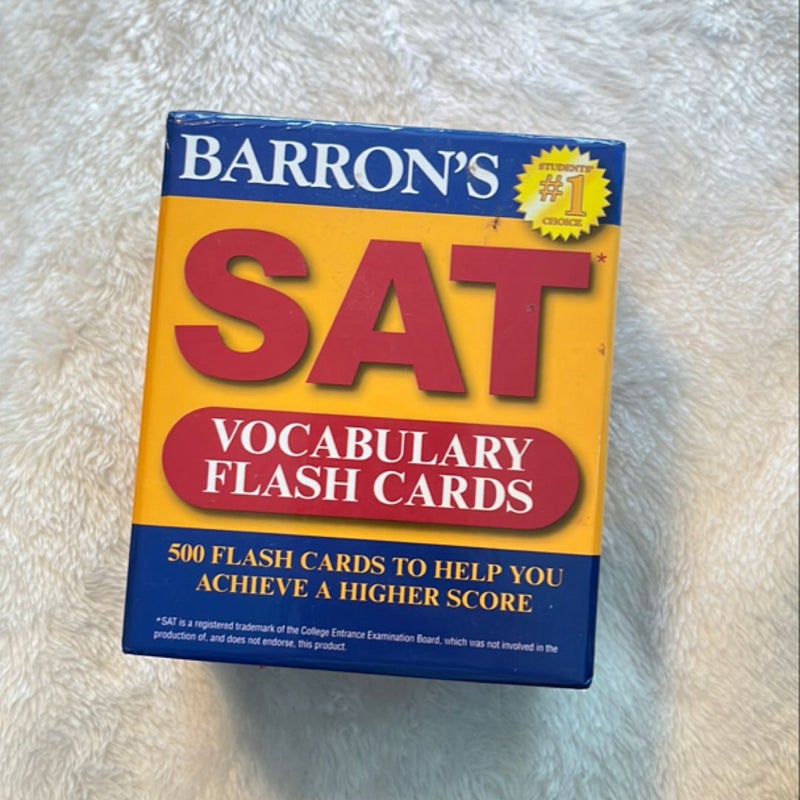 BARRON'S
STUDENTS'
#1
CHOICE
SAT*
VOCABULARY
FLASH CARDS
500 FLASH CARDS TO HELP YOU
ACHIEVE A HIGHER SCORE
*SAT is a registered trademark of the College Entrance Examination Board, which was not involved in the
production of, and does not endorse, this product.